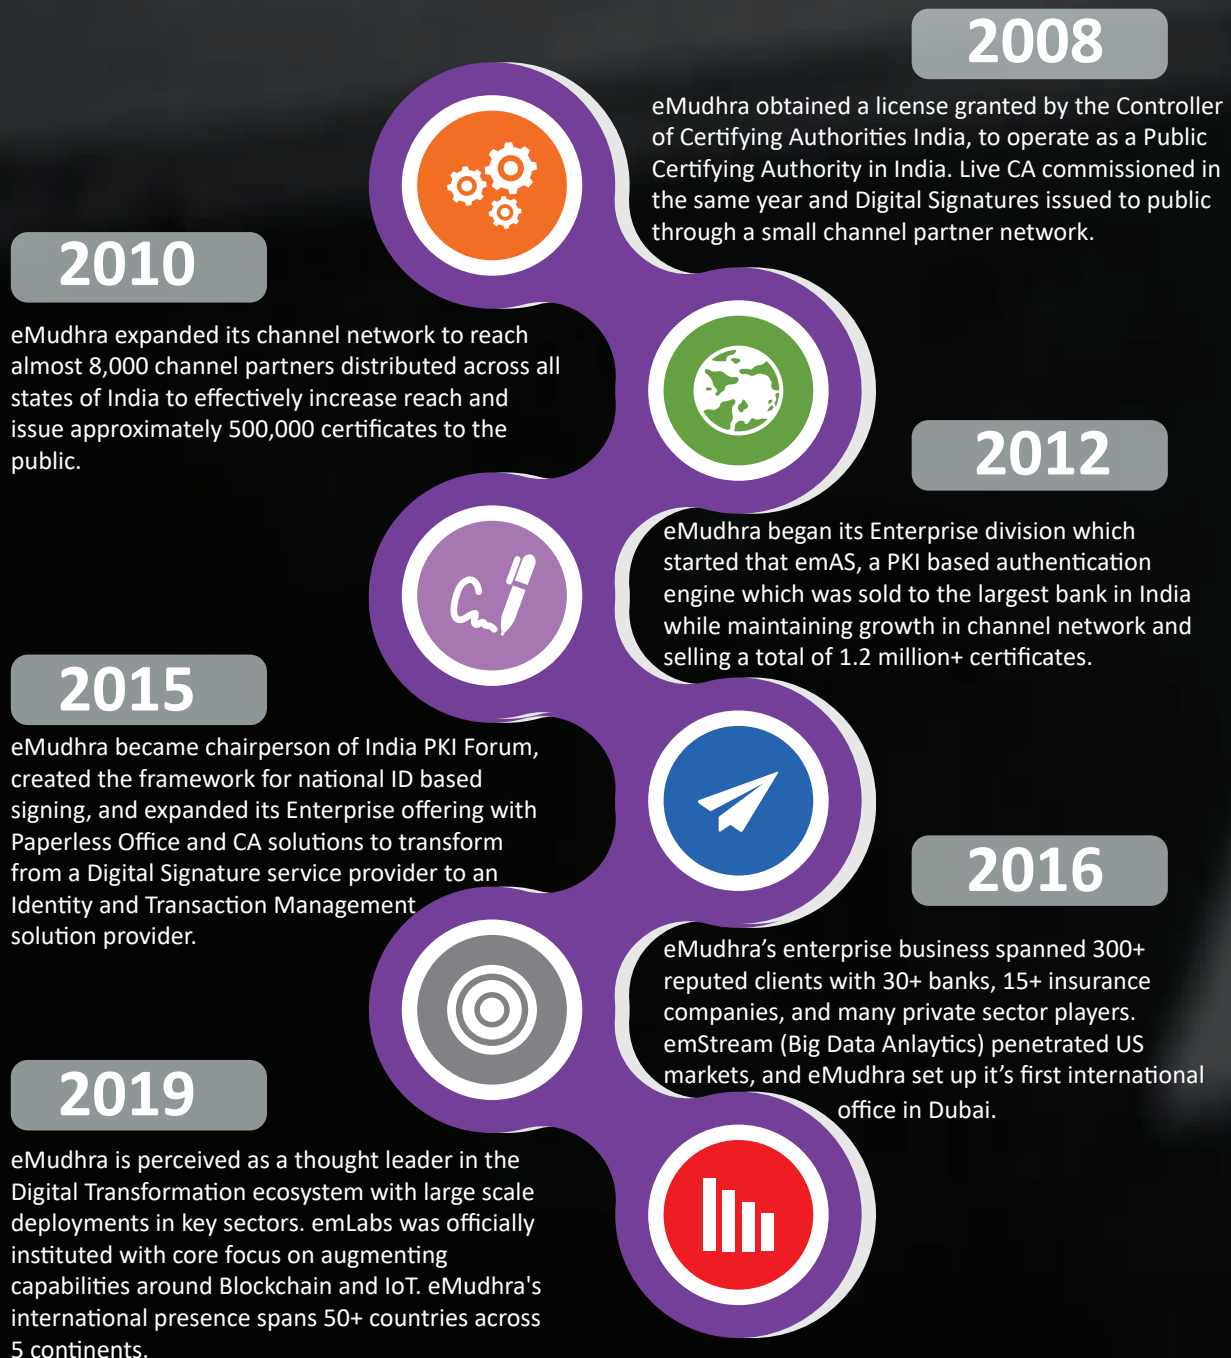 2008
eMudhra obtained a license granted by the Controller
of Certifying Authorities India, to operate as a Public
Certifying Authority in India. Live CA commissioned in
the same year and Digital Signatures issued to public
through a small channel partner network.
2010
eMudhra expanded its channel network to reach
almost 8,000 channel partners distributed across all
states of India to effectively increase reach and
issue approximately 500,000 certificates to the
public.
2012
eMudhra began its Enterprise division which
started that emAS, a PKI based authentication
engine which was sold to the largest bank in India
while maintaining growth in channel network and
selling a total of 1.2 million+ certificates.
2015
eMudhra became chairperson of India PKI Forum,
created the framework for national ID based
signing, and expanded its Enterprise offering with
Paperless Office and CA solutions to transform
from a Digital Signature service provider to an
Identity and Transaction Management
solution provider.
2016
eMudhra’s enterprise business spanned 300+
reputed clients with 30+ banks, 15+ insurance
companies, and many private sector players.
emStream (Big Data Anlaytics) penetrated US
markets, and eMudhra set up it’s first international
office in Dubai.
2019
eMudhra is perceived as a thought leader in the
Digital Transformation ecosystem with large scale
deployments in key sectors. emLabs was officially
instituted with core focus on augmenting
capabilities around Blockchain and IoT. eMudhra's
international presence spans 50+ countries across
5 continents.